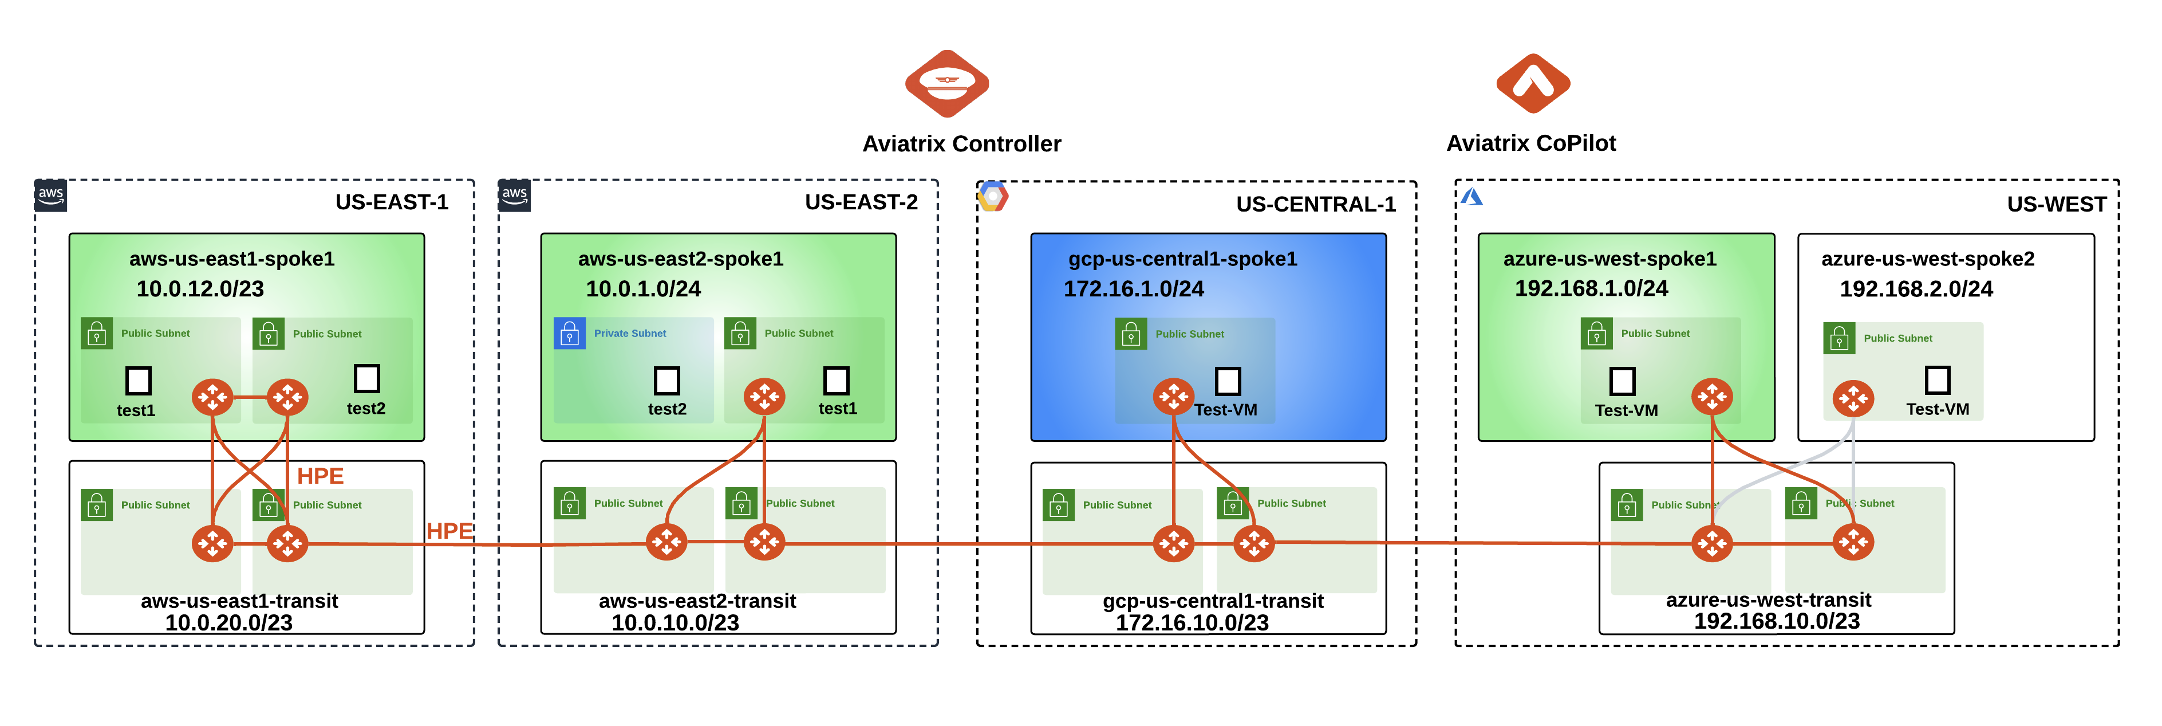 Aviatrix Controller
Aviatrix CoPilot
aws
US-EAST-1
aws-us-east1-spoke1
10.0.12.0/23
Public Subnet
Public Subnet
test1
test2
HPE
Public Subnet
Public Subnet
aws-us-east1-transit
10.0.20.0/23
HPE
aws
US-EAST-2
aws-us-east2-spoke1
10.0.1.0/24
Private Subnet
Public Subnet
test2
test1
Public Subnet
Public Subnet
aws-us-east2-transit
10.0.10.0/23
US-CENTRAL-1
gcp-us-central1-spoke1
172.16.1.0/24
Public Subnet
Test-VM
Public Subnet
Public Subnet
gcp-us-central1-transit
172.16.10.0/23
US-WEST
azure-us-west-spoke1
192.168.1.0/24
Public Subnet
Test-VM
azure-us-west-spoke2
192.168.2.0/24
Public Subnet
Test-VM
Public Subnet
Public Subnet
azure-us-west-transit
192.168.10.0/23